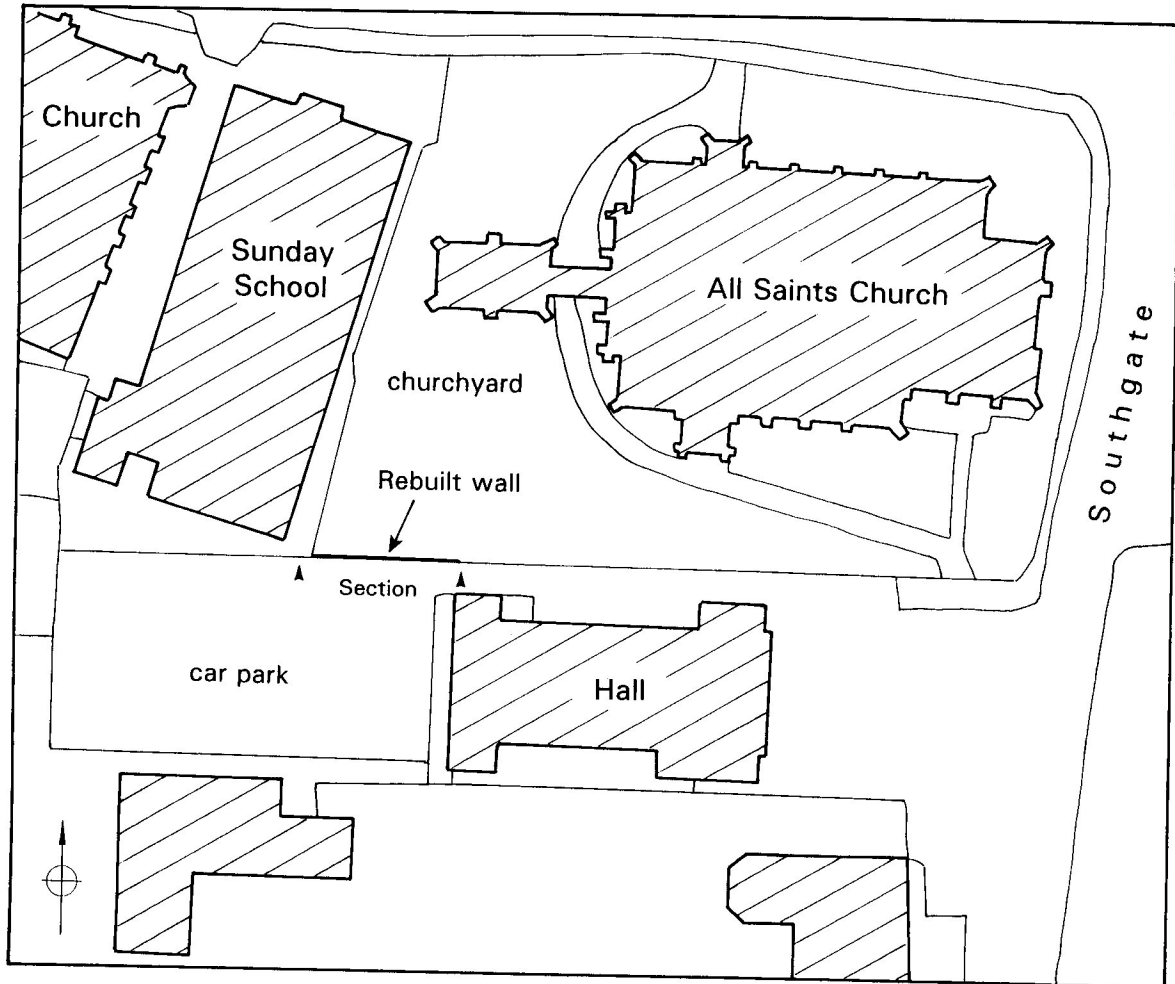 Church
Sunday
School
All Saints Church
churchyard
Rebuilt wall
Section
car park
Hall
Southgate